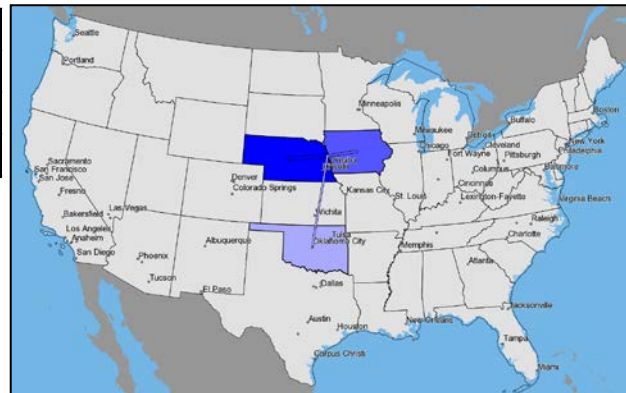 Seattle
Portland
Minneapolis
Boston
Buffalo
Milwaukee
Detroit
New York
Chicago
Cleveland
Philadelphia
Omaha
Fort Wayne
Pittsburgh
Sacramento
San Francisco
Denver
Columbus
Baltimore
San Jose
Colorado Springs
Kansas City
St. Louis
Cincinnati
Fresno
Lexington-Fayette
Virginia Beach
Las Vegas
Wichita
Bakersfield
Raleigh
Los Angeles
Tulsa
Charlotte
Anaheim
Albuquerque
Oklahoma City
Memphis
San Diego
Phoenix
Atlanta
Tucson
Dallas
El Paso
Jacksonville
Austin
New Orleans
Houston
Tampa
Corpus Christi
Miami